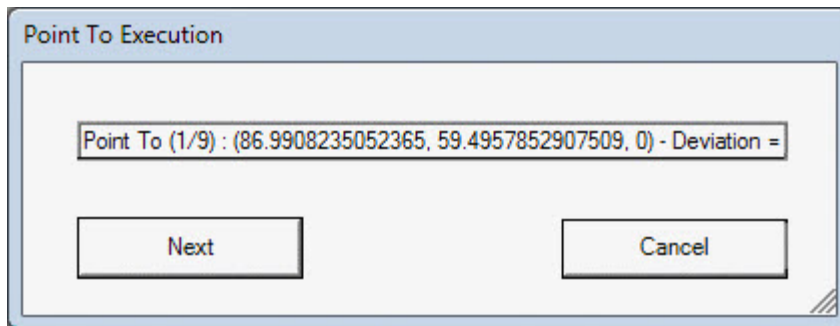 Point To Execution
Point To (1/9) : (86.9908235052365, 59.4957852907509, 0) - Deviation =
Next
Cancel